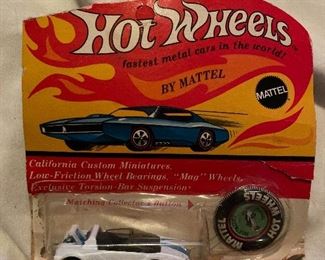 Hot Wheels
fastest metal cars in the world!
BY MATTEL
MATTEL
California Custom Miniatures
Low-Friction Wheel Bearings, "Mag" Wheels
Exclusive Torsion-Bar Suspension
Matching Collector's Button
HOT WHEELS
MATTEL